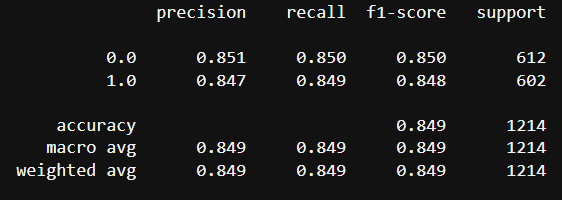 precision recall f1-score support
0.0 0.851 0.850 0.850 612
1.0 0.847 0.849 0.848 602
accuracy 0.849 1214
macro avg 0.849 0.849 0.849 1214
weighted avg 0.849 0.849 0.849 1214